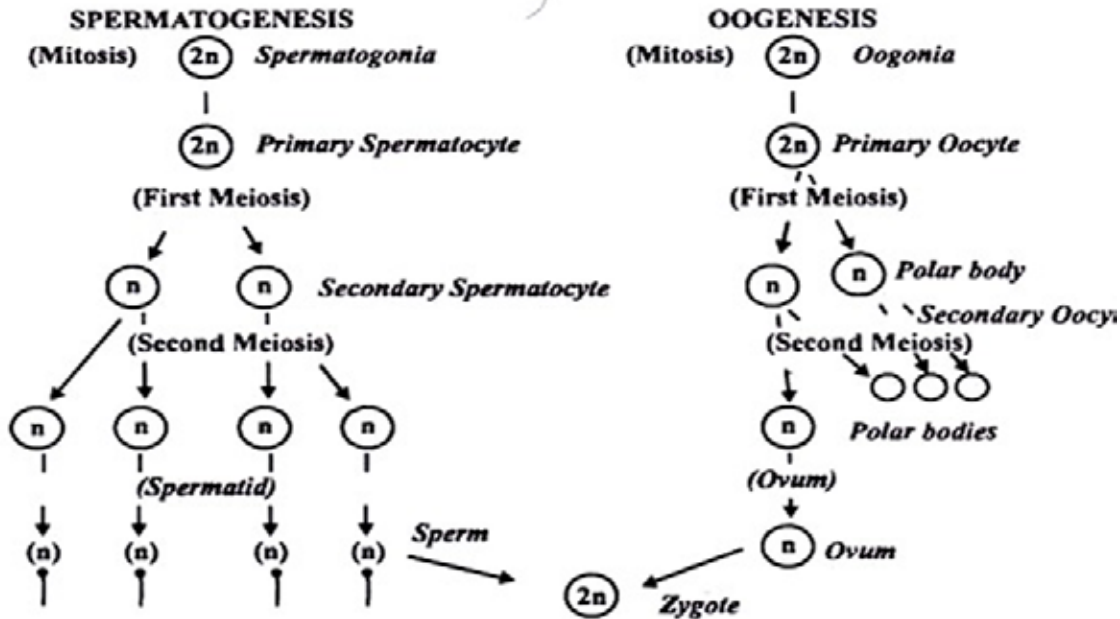 SPERMATOGENESIS
(Mitosis) 2n Spermatogonia
2n Primary Spermatocyte
(First Meiosis)
n n Secondary Spermatocyte
(Second Meiosis)
n n n n
(Spermatid)
(n) (n) (n) (n) Sperm
OOGENESIS
(Mitosis) 2n Oogonia
2n Primary Oocyte
(First Meiosis)
n n Polar body
Secondary Oocy
(Second Meiosis)
n Polar bodies
(Ovum)
n Ovum
2n Zygote